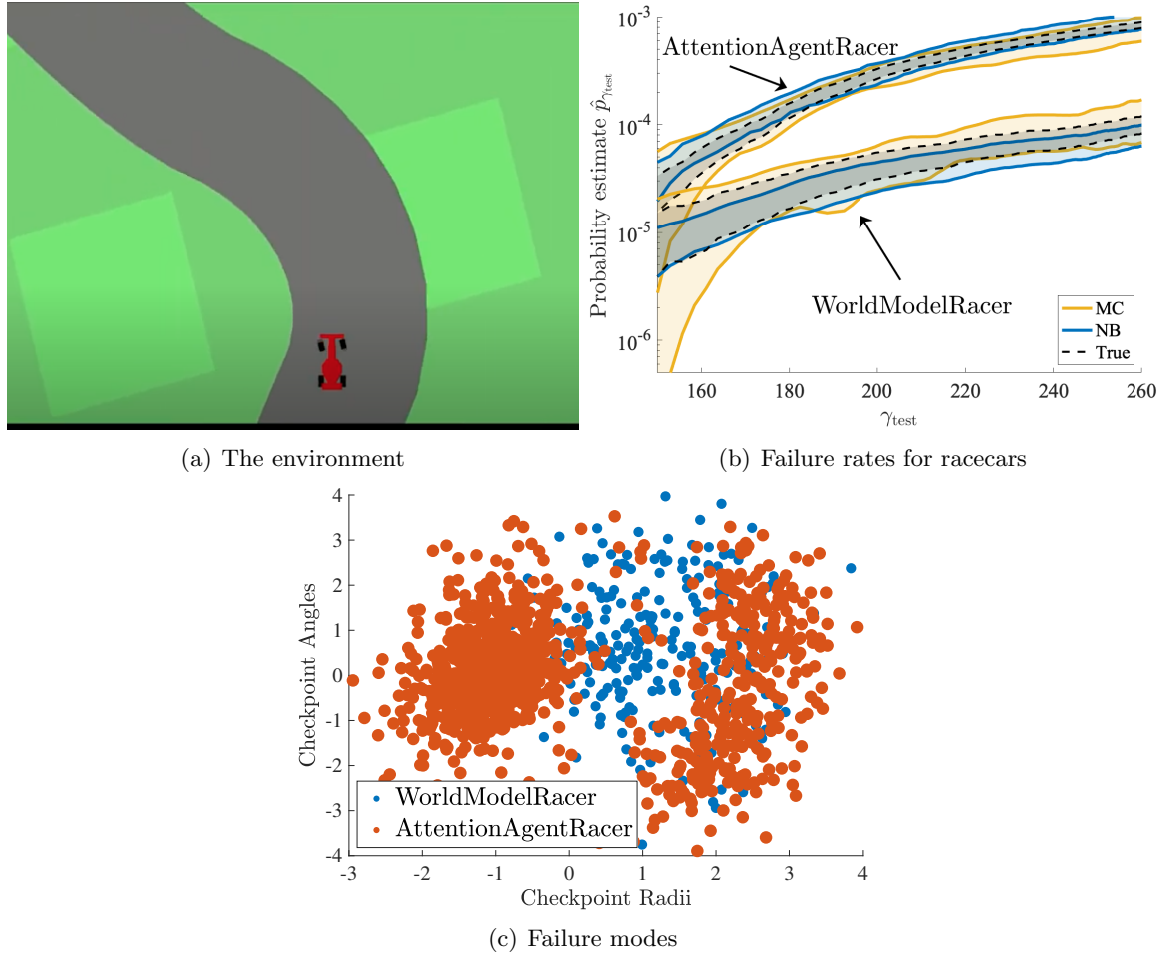 10^-3
10^-4
10^-5
10^-6
Probability estimate p̂_γtest
AttentionAgentRacer
WorldModelRacer
MC
NB
True
160 180 200 220 240 260
γtest
(a) The environment
(b) Failure rates for racecars
4
3
2
1
0
-1
-2
-3
-4
Checkpoint Angles
WorldModelRacer
AttentionAgentRacer
-3 -2 -1 0 1 2 3 4
Checkpoint Radii
(c) Failure modes